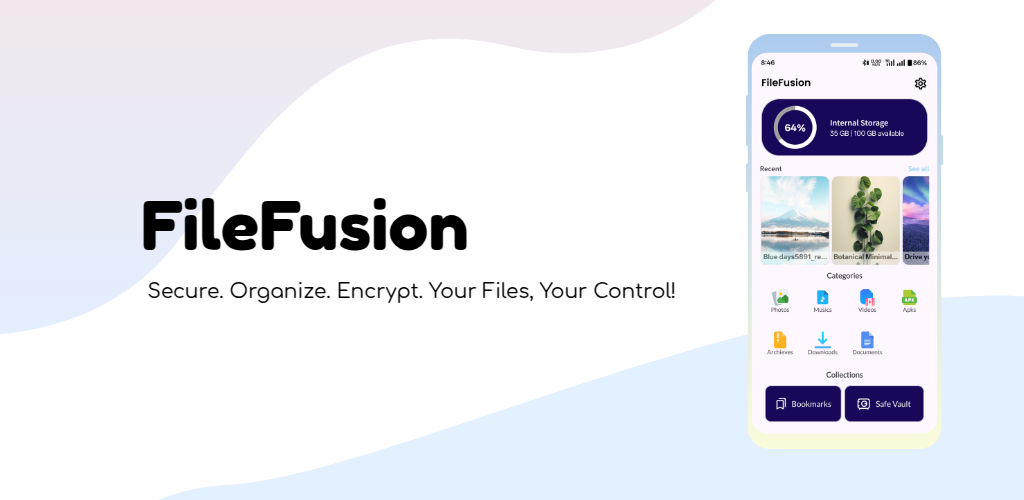 FileFusion
Secure. Organize. Encrypt. Your Files, Your Control!
8:46
86%
FileFusion
64%
Internal Storage
35 GB | 100 GB available
Recent
See all
Blue days5891_re...
Botanical Minimal...
Drive yo
Categories
Photos
Musics
Videos
Apks
APK
Archieves
Downloads
Documents
Collections
Bookmarks
Safe Vault